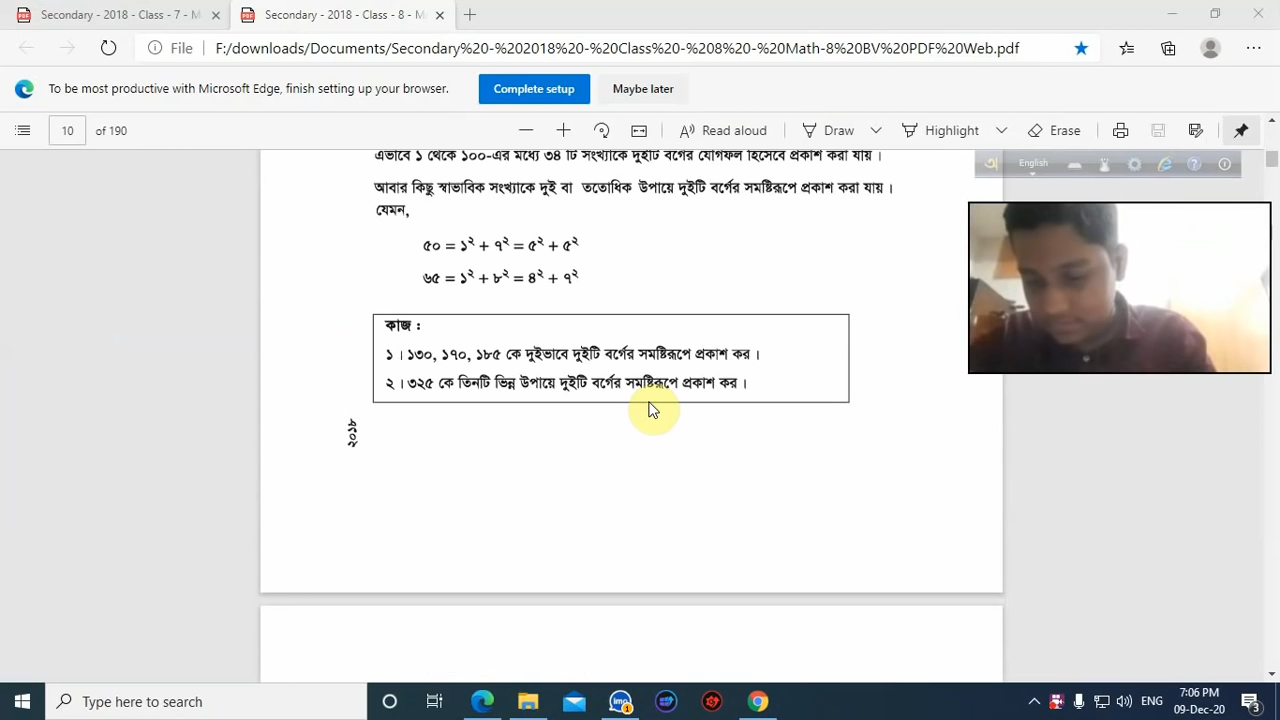 Secondary - 2018 - Class - 7 - M
Secondary - 2018 - Class - 8 - M
File
F:/downloads/Documents/Secondary%20-%202018%20-%20Class%20-%208%20-%20Math-8%20BV%20PDF%20Web.pdf
To be most productive with Microsoft Edge, finish setting up your browser.
Complete setup
Maybe later
10 of 190
Read aloud
Draw
Highlight
Erase
অ English
এভাবে ১ থেকে ১০০-এর মধ্যে ৩৪ টি সংখ্যাকে দুইটি বর্গের যোগফল হিসেবে প্রকাশ করা যায় ।
আবার কিছু স্বাভাবিক সংখ্যাকে দুই বা ততোধিক উপায়ে দুইটি বর্গের সমষ্টিরূপে প্রকাশ করা যায় ।
যেমন,
৫০ = ১² + ৭² = ৫² + ৫²
৬৫ = ১² + ৮² = ৪² + ৭²
কাজ :
১ । ১৩০, ১৭০, ১৮৫ কে দুইভাবে দুইটি বর্গের সমষ্টিরূপে প্রকাশ কর ।
২ । ৩২৫ কে তিনটি ভিন্ন উপায়ে দুইটি বর্গের সমষ্টিরূপে প্রকাশ কর ।
২০১৮
Type here to search
imo
1
ENG
7:06 PM
09-Dec-20
3